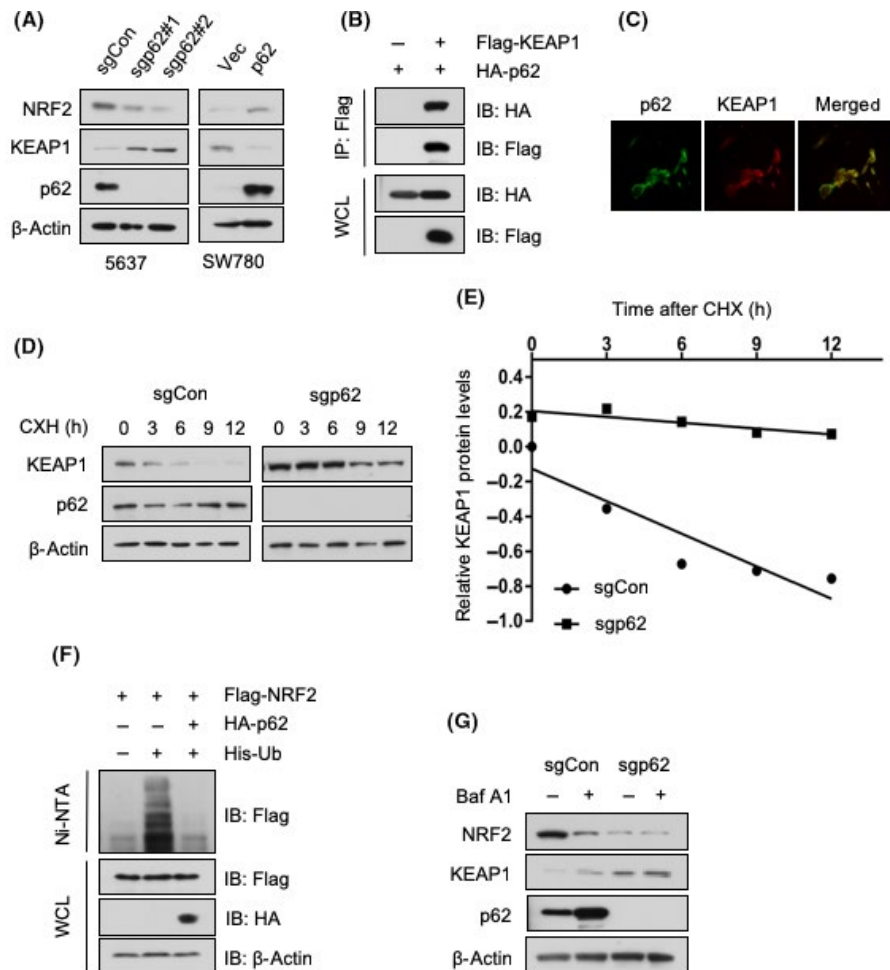 (A)
sgCon sgp62#1 sgp62#2 Vec p62
NRF2
KEAP1
p62
β-Actin
5637 SW780
(B)
– + Flag-KEAP1
+ + HA-p62
IP: Flag
IB: HA
IB: Flag
WCL
IB: HA
IB: Flag
(C)
p62 KEAP1 Merged
(D)
sgCon sgp62
CXH (h) 0 3 6 9 12 0 3 6 9 12
KEAP1
p62
β-Actin
(E)
Time after CHX (h)
0 3 6 9 12
Relative KEAP1 protein levels
0.4
0.2
0.0
–0.2
–0.4
–0.6
–0.8
–1.0
sgCon
sgp62
(F)
+ + + Flag-NRF2
– – + HA-p62
– + + His-Ub
Ni-NTA
IB: Flag
WCL
IB: Flag
IB: HA
IB: β-Actin
(G)
sgCon sgp62
Baf A1 – + – +
NRF2
KEAP1
p62
β-Actin